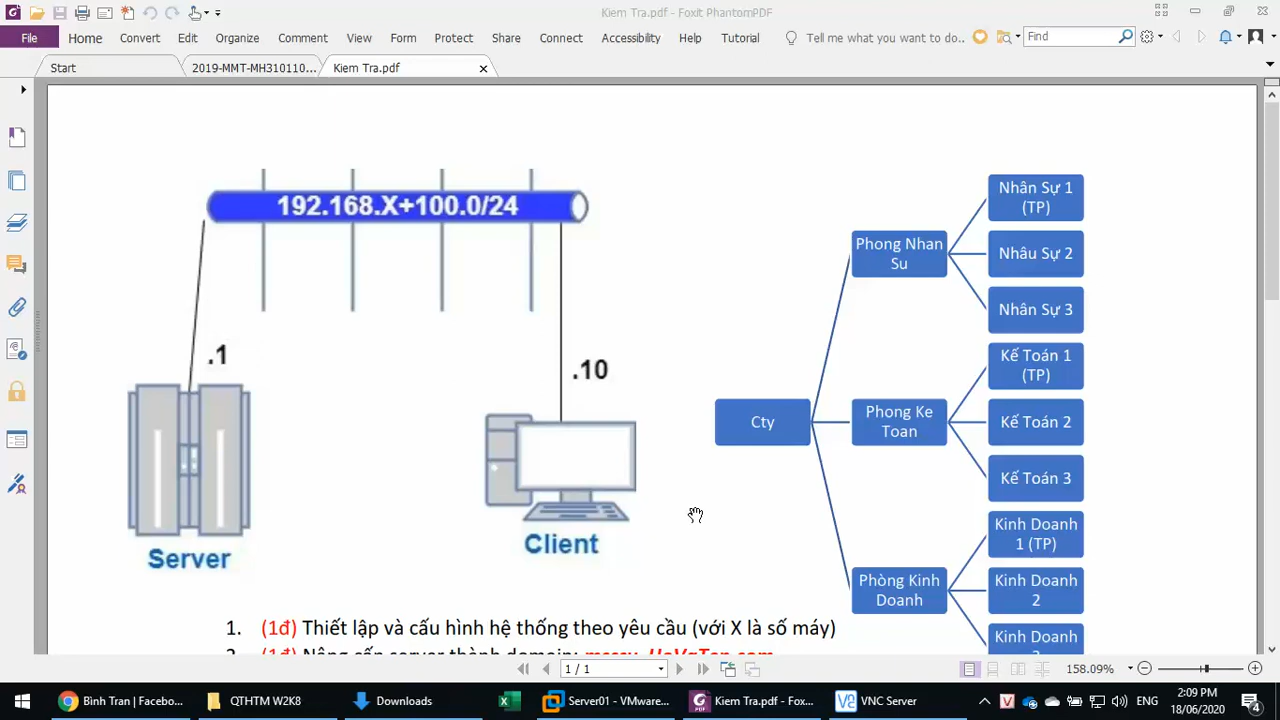 Kiem Tra.pdf - Foxit PhantomPDF
File Home Convert Edit Organize Comment View Form Protect Share Connect Accessibility Help Tutorial Tell me what you want to do.. Find
Start 2019-MMT-MH310110... Kiem Tra.pdf
192.168.X+100.0/24
.1
.10
Server
Client
Cty
Phong Nhan
Su
Nhân Sự 1
(TP)
Nhâu Sự 2
Nhân Sự 3
Phong Ke
Toan
Kế Toán 1
(TP)
Kế Toán 2
Kế Toán 3
Phòng Kinh
Doanh
Kinh Doanh
1 (TP)
Kinh Doanh
2
Kinh Doanh
1. (1đ) Thiết lập và cấu hình hệ thống theo yêu cầu (với X là số máy)
1 / 1 158.09%
Bình Tran | Facebo... QTHTM W2K8 Downloads Server01 - VMware... Kiem Tra.pdf - Foxi... VNC Server ENG 2:09 PM
18/06/2020 4